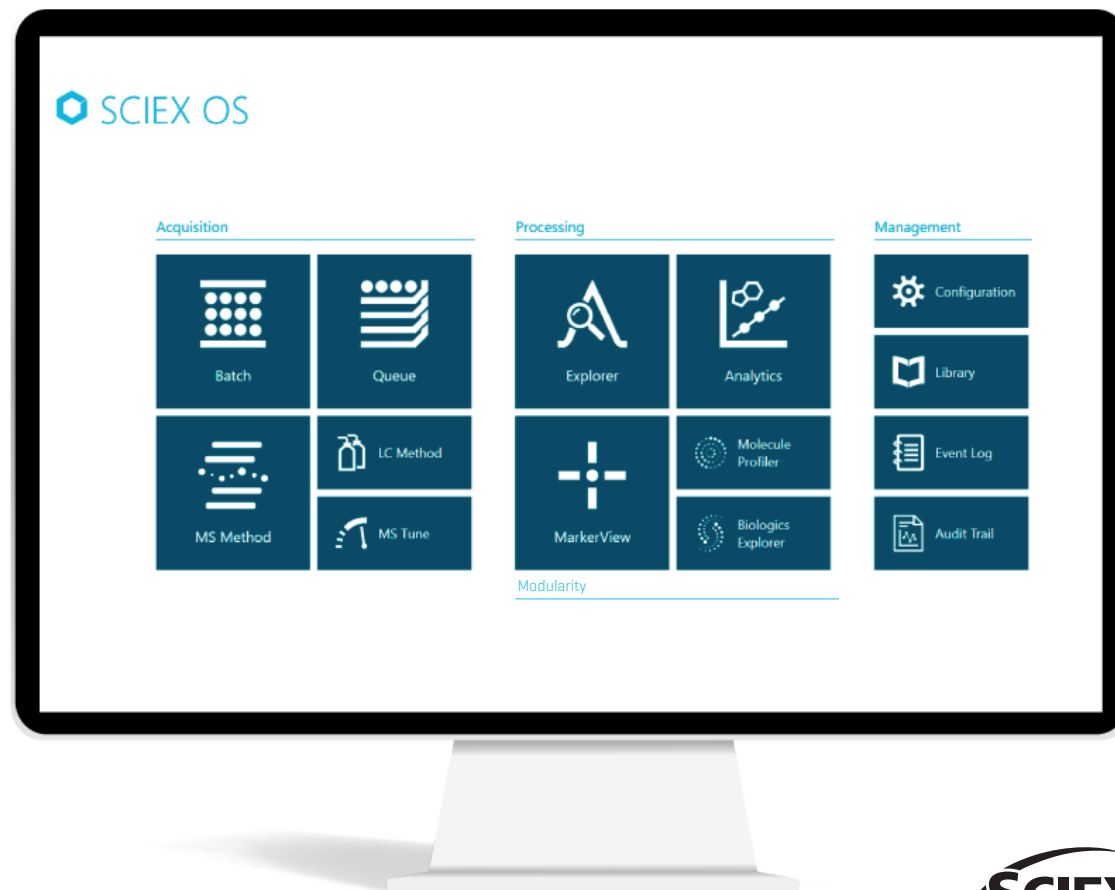 SCIEX OS
Acquisition
Processing
Management
Batch
Queue
Explorer
Analytics
Configuration
Library
MS Method
LC Method
MS Tune
MarkerView
Molecule
Profiler
Biologics
Explorer
Event Log
Audit Trail
Modularity
SCIEX